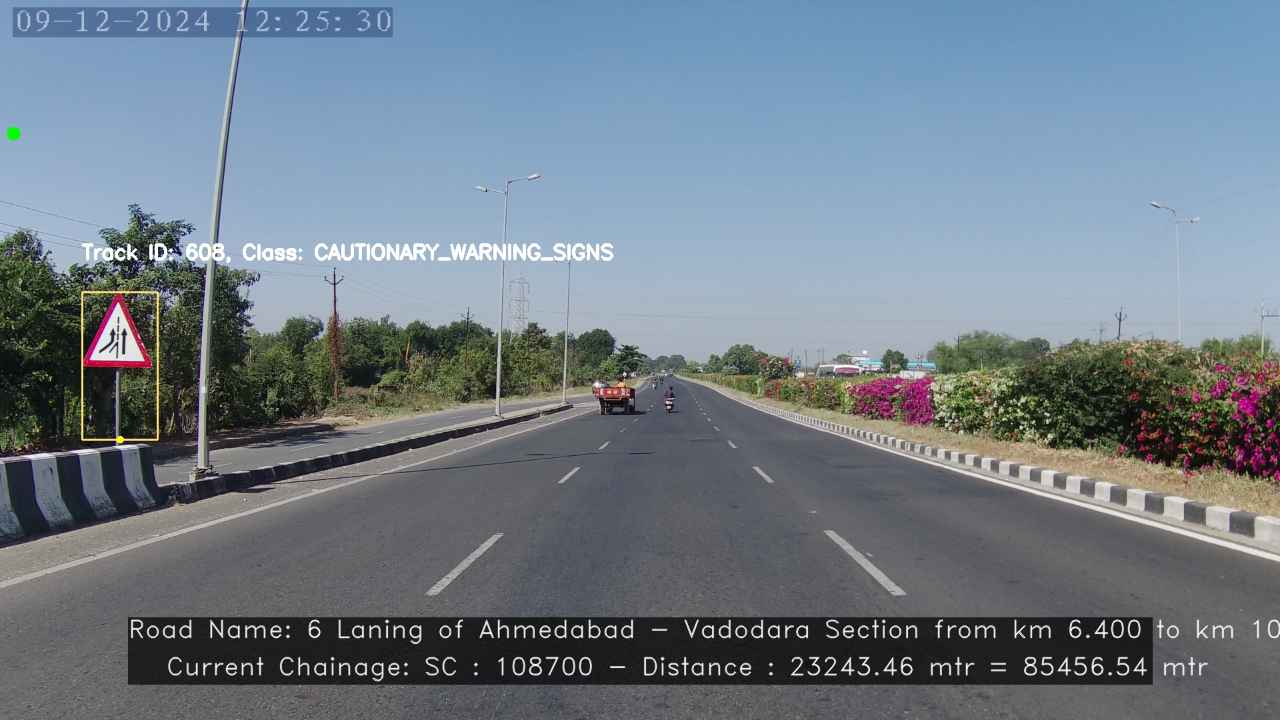 09-12-2024 12:25:30
Track ID: 608, Class: CAUTIONARY_WARNING_SIGNS
Road Name: 6 Laning of Ahmedabad - Vadodara Section from km 6.400 to km 10
Current Chainage: SC : 108700 - Distance : 23243.46 mtr = 85456.54 mtr